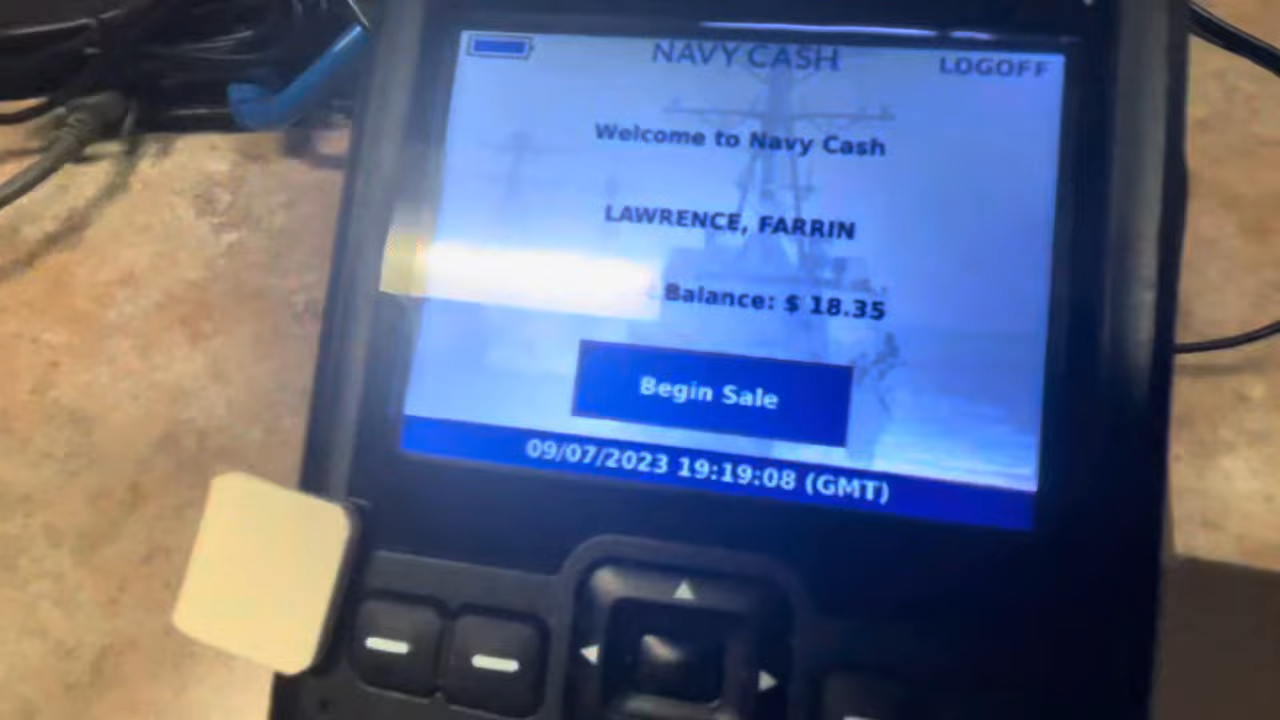 NAVY CASH
LOGOFF
Welcome to Navy Cash
LAWRENCE, FARRIN
Balance: $ 18.35
Begin Sale
09/07/2023 19:19:08 (GMT)